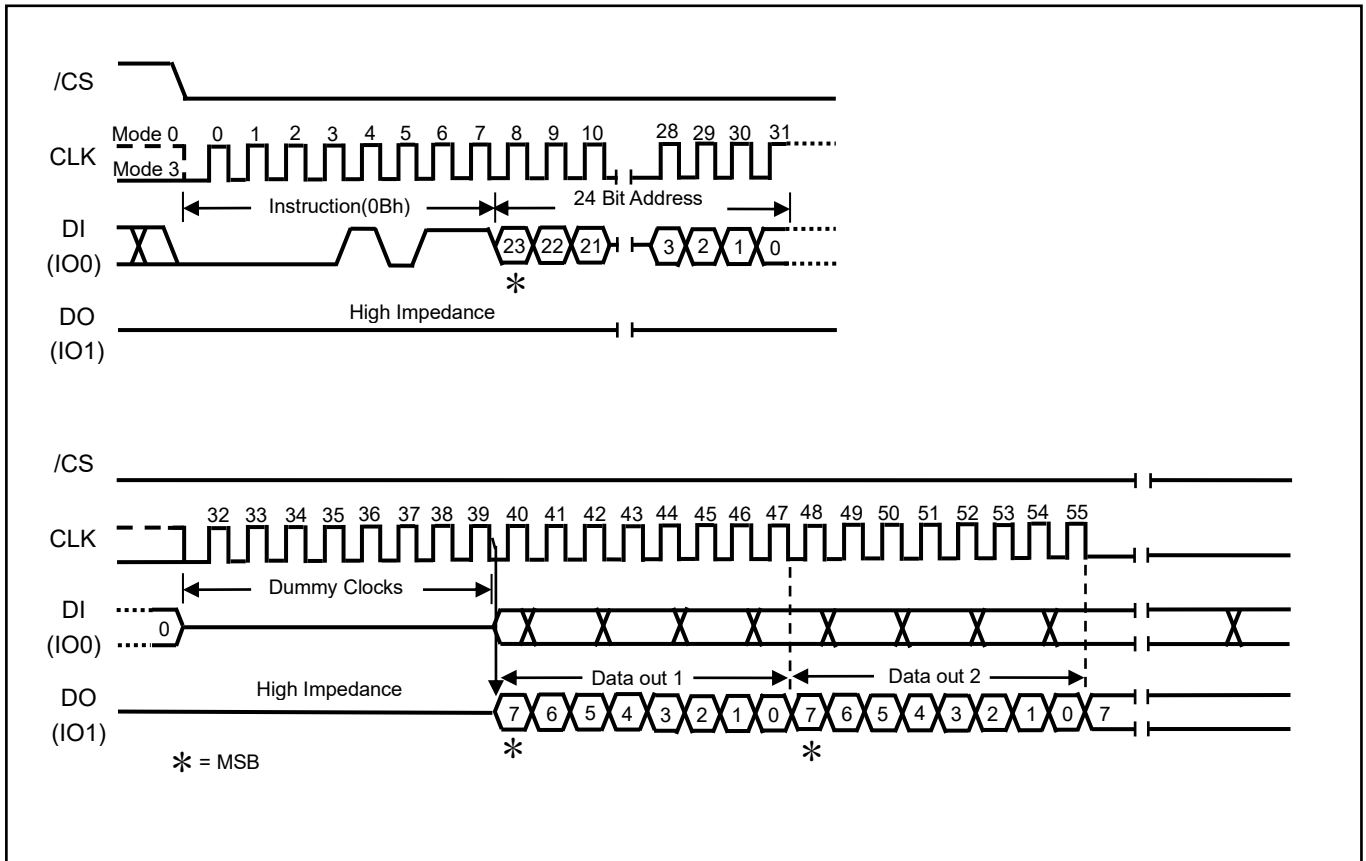 /CS
Mode 0 0 1 2 3 4 5 6 7 8 9 10 28 29 30 31
CLK
Mode 3
Instruction(0Bh) 24 Bit Address
DI
(IO0)
23 22 21 3 2 1 0
*
DO
(IO1)
High Impedance
/CS
32 33 34 35 36 37 38 39 40 41 42 43 44 45 46 47 48 49 50 51 52 53 54 55
CLK
Dummy Clocks
DI
(IO0)
0
Data out 1 Data out 2
DO
(IO1)
High Impedance
7 6 5 4 3 2 1 0 7 6 5 4 3 2 1 0 7
* *
* = MSB